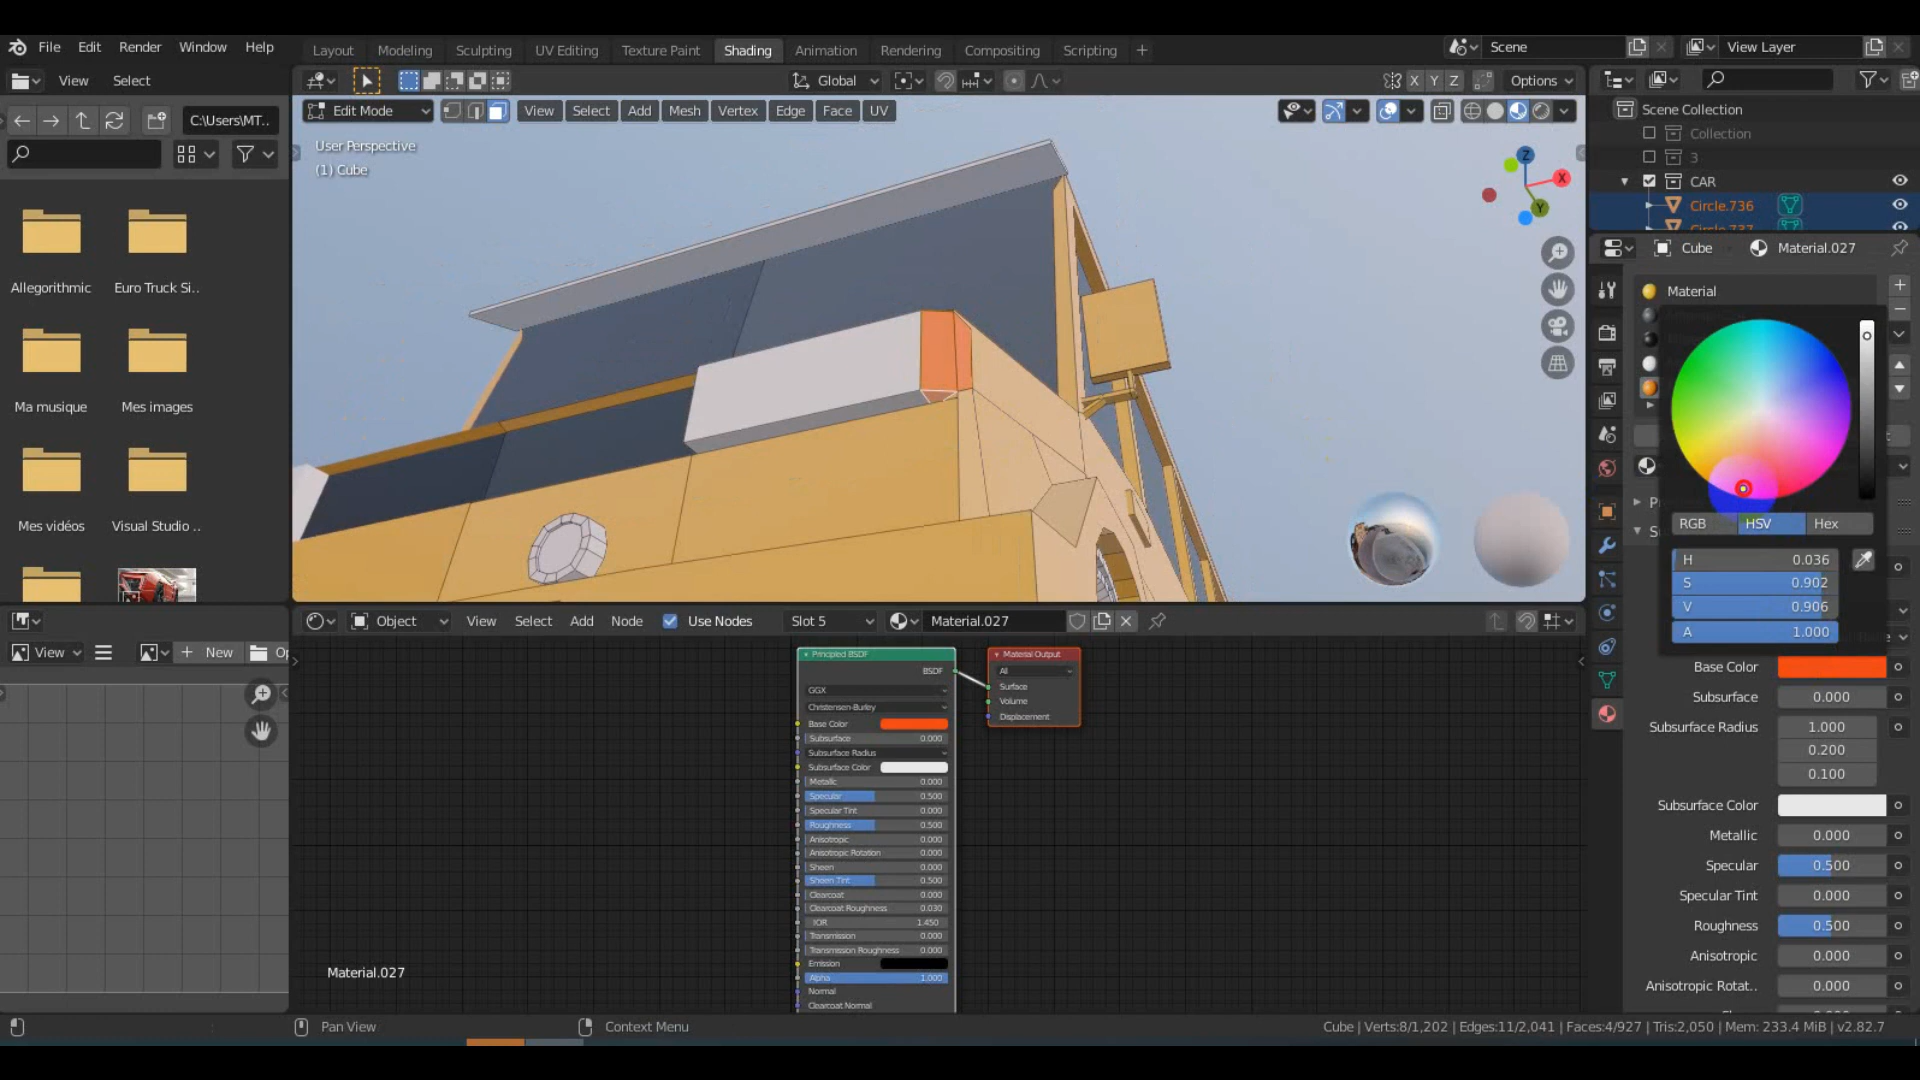 File Edit Render Window Help
Layout Modeling Sculpting UV Editing Texture Paint Shading Animation Rendering Compositing Scripting +
Scene
View Layer
View Select
Global
X Y Z
Options
C:\Users\MT..
Edit Mode
View Select Add Mesh Vertex Edge Face UV
User Perspective
(1) Cube
Z
X
Y
Scene Collection
Collection
3
CAR
Circle.736
Cube
Material.027
Material
RGB HSV Hex
H 0.036
S 0.902
V 0.906
A 1.000
Base Color
Subsurface 0.000
Subsurface Radius 1.000
0.200
0.100
Subsurface Color
Metallic 0.000
Specular 0.500
Specular Tint 0.000
Roughness 0.500
Anisotropic 0.000
Anisotropic Rotat.. 0.000
Allegorithmic
Euro Truck Si..
Ma musique
Mes images
Mes vidéos
Visual Studio ..
View
+ New
Op
Object
View Select Add Node
Use Nodes
Slot 5
Material.027
Principled BSDF
BSDF
GGX
Christensen-Burley
Base Color
Subsurface 0.000
Subsurface Radius
Subsurface Color
Metallic 0.000
Specular 0.500
Specular Tint 0.000
Roughness 0.500
Anisotropic 0.000
Anisotropic Rotation 0.000
Sheen 0.000
Sheen Tint 0.500
Clearcoat 0.000
Clearcoat Roughness 0.030
IOR 1.450
Transmission 0.000
Transmission Roughness 0.000
Emission
Alpha 1.000
Normal
Clearcoat Normal
Material Output
All
Surface
Volume
Displacement
Material.027
Pan View
Context Menu
Cube | Verts:8/1,202 | Edges:11/2,041 | Faces:4/927 | Tris:2,050 | Mem: 233.4 MiB | v2.82.7